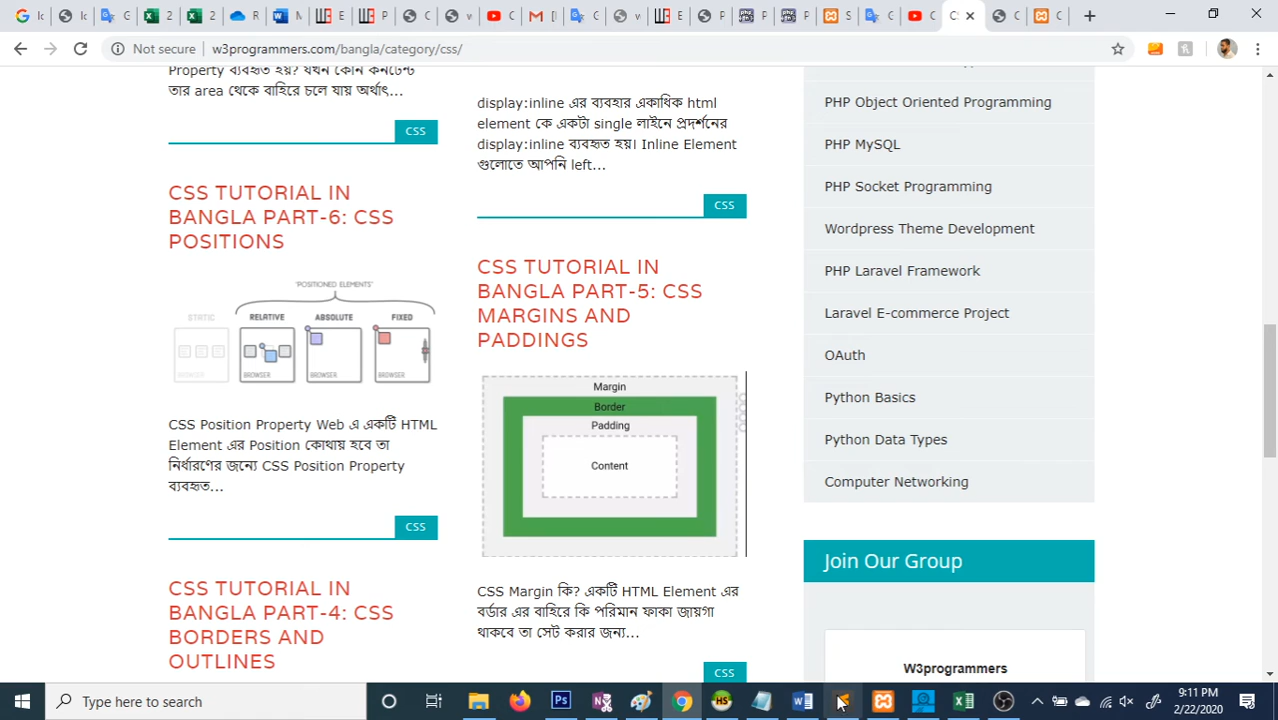 Not secure
w3programmers.com/bangla/category/css/
Property ব্যবহৃত হয়? যখন কোন কনটেন্ট
তার area থেকে বাহিরে চলে যায় অর্থাৎ...
CSS
CSS TUTORIAL IN
BANGLA PART-6: CSS
POSITIONS
"POSITIONED ELEMENTS"
STATIC RELATIVE ABSOLUTE FIXED
BROWSER BROWSER BROWSER BROWSER
CSS Position Property Web এ একটি HTML
Element এর Position কোথায় হবে তা
নির্ধারণের জন্যে CSS Position Property
ব্যবহৃত...
CSS
CSS TUTORIAL IN
BANGLA PART-4: CSS
BORDERS AND
OUTLINES
display:inline এর ব্যবহার একাধিক html
element কে একটা single লাইনে প্রদর্শনের
display:inline ব্যবহৃত হয়। Inline Element
গুলোতে আপনি left...
CSS
CSS TUTORIAL IN
BANGLA PART-5: CSS
MARGINS AND
PADDINGS
Margin
Border
Padding
Content
CSS Margin কি? একটি HTML Element এর
বর্ডার এর বাহিরে কি পরিমান ফাকা জায়গা
থাকবে তা সেট করার জন্য...
CSS
PHP Object Oriented Programming
PHP MySQL
PHP Socket Programming
Wordpress Theme Development
PHP Laravel Framework
Laravel E-commerce Project
OAuth
Python Basics
Python Data Types
Computer Networking
Join Our Group
W3programmers
Type here to search
9:11 PM
2/22/2020